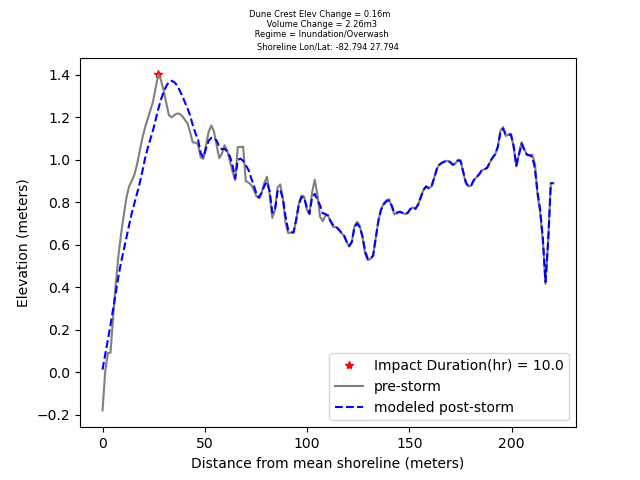 Dune Crest Elev Change = 0.16m
Volume Change = 2.26m3
Regime = Inundation/Overwash
Shoreline Lon/Lat: -82.794 27.794
1.4
1.2
1.0
0.8
0.6
0.4
0.2
0.0
−0.2
Elevation (meters)
Impact Duration(hr) = 10.0
pre-storm
modeled post-storm
0 50 100 150 200
Distance from mean shoreline (meters)